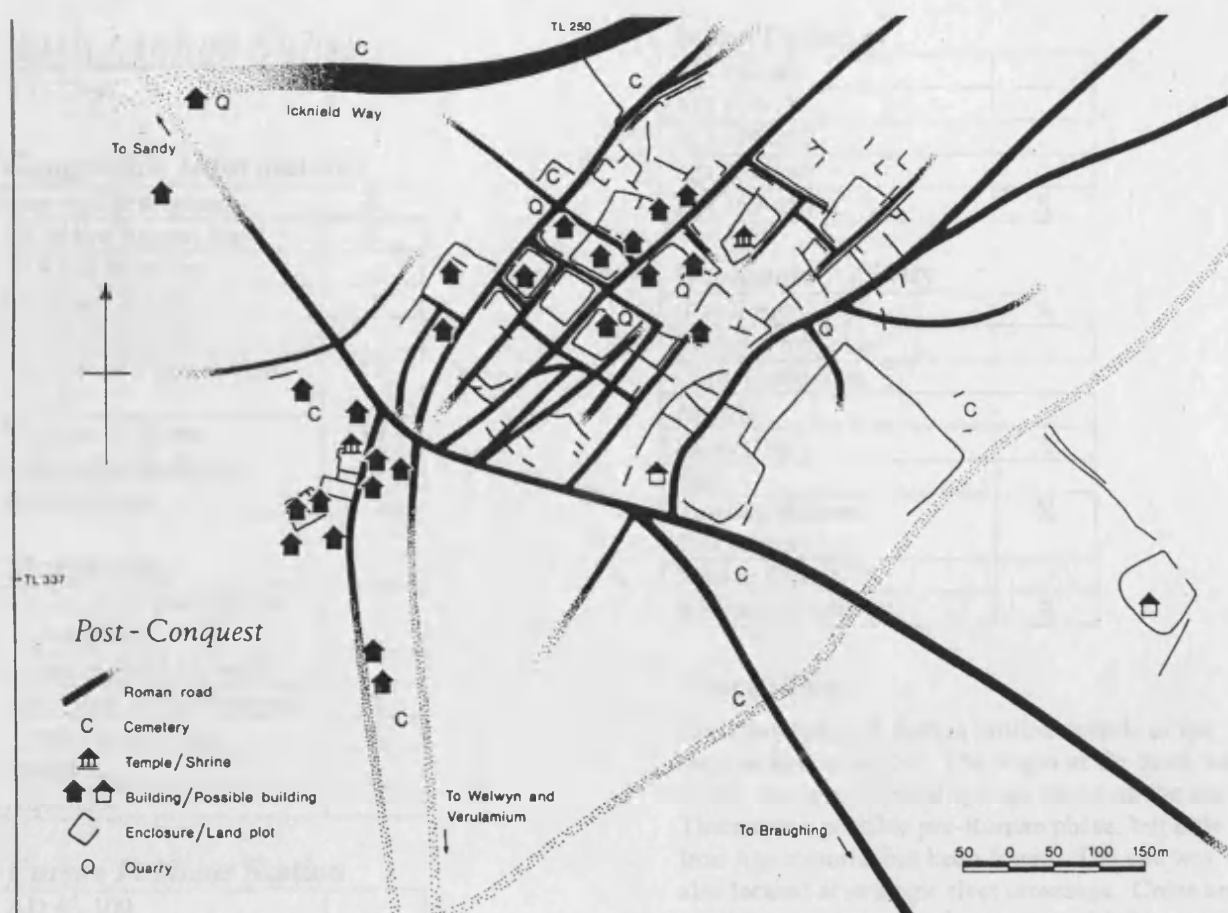 TL 250
C
Q
Icknield Way
To Sandy
C
C
Q
Q
Q
Q
C
C
TL 337
C
C
C
Post - Conquest
Roman road
C Cemetery
Temple/Shrine
Building/Possible building
Enclosure/Land plot
Q Quarry
To Welwyn and
Verulamium
To Braughing
50 0 50 100 150m